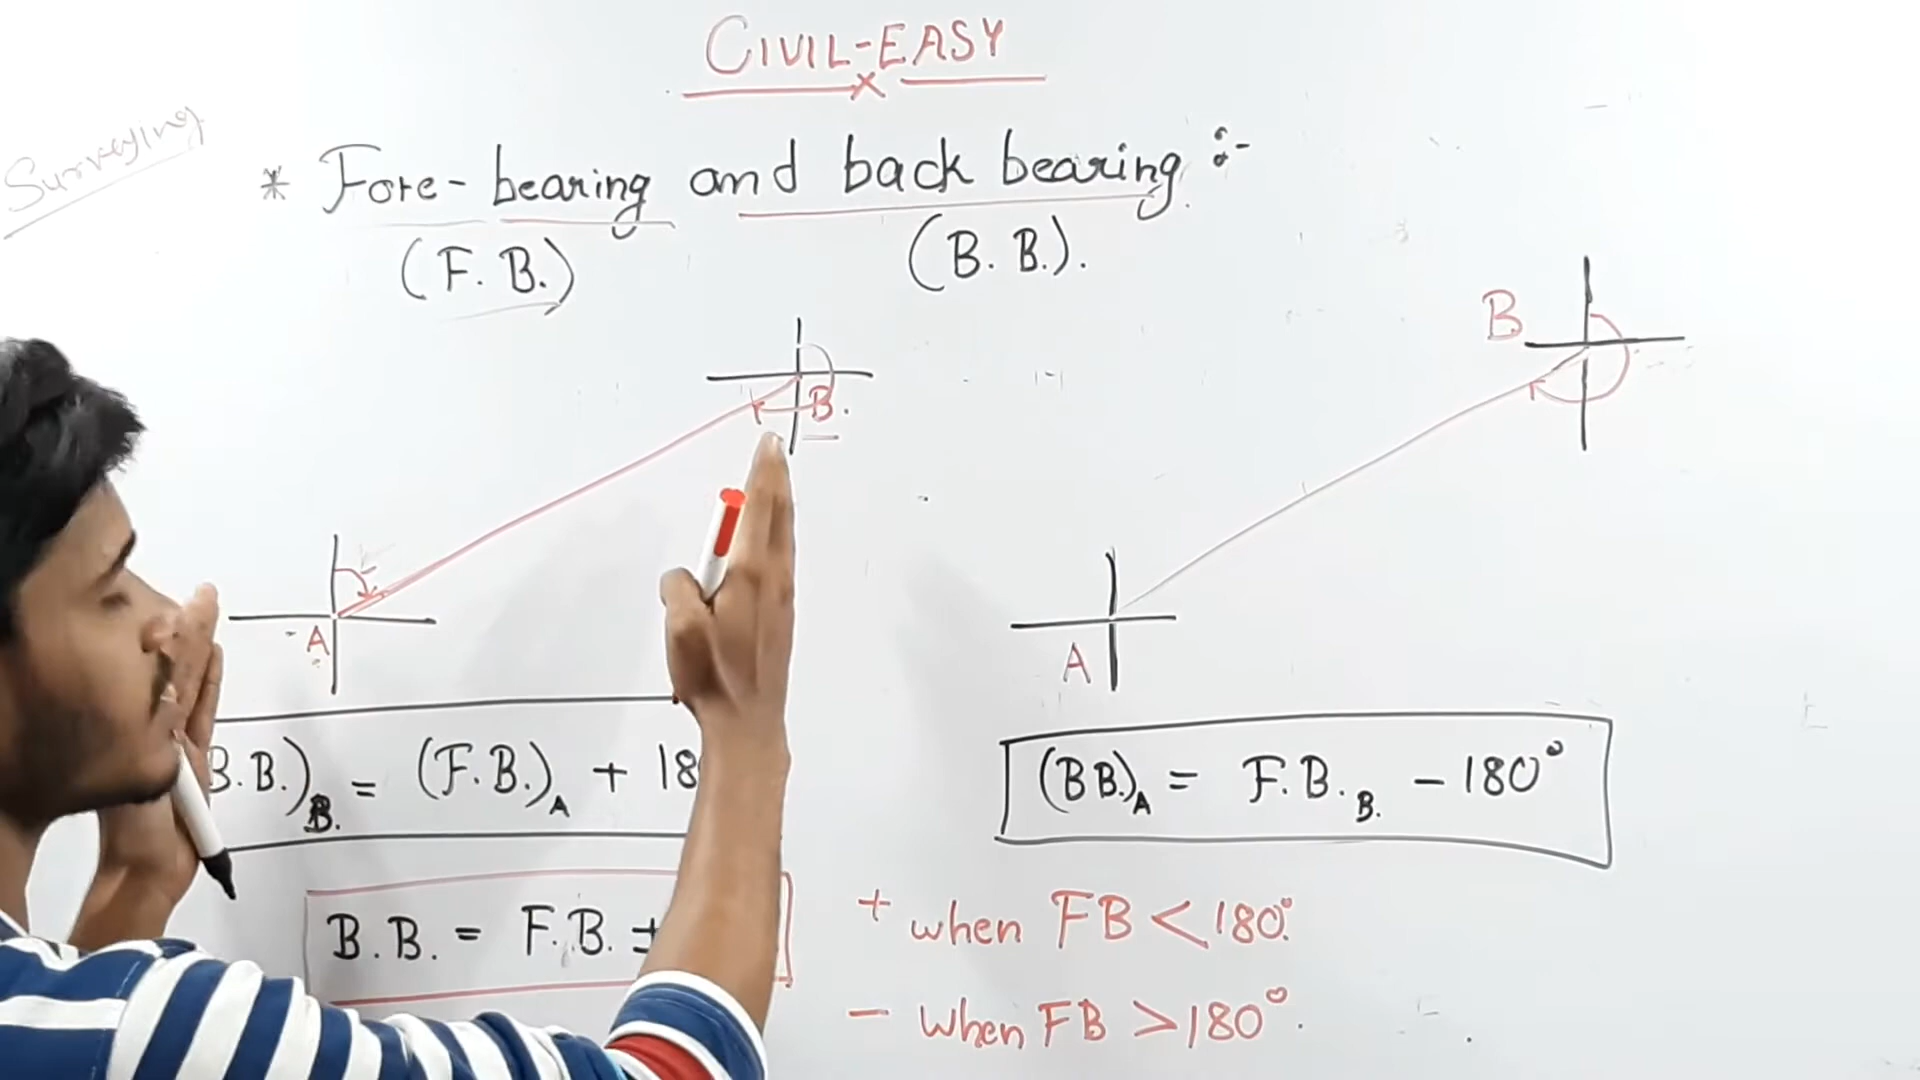 CIVIL-EASY
Surveying
* Fore-bearing and back bearing :-
(F.B.) (B.B.).
B.
B
A
A
B.B.)B. = (F.B.)A + 18
(BB)A = F.B.B. - 180°
B.B. = F.B. ±
+ when FB < 180°.
- when FB > 180°.